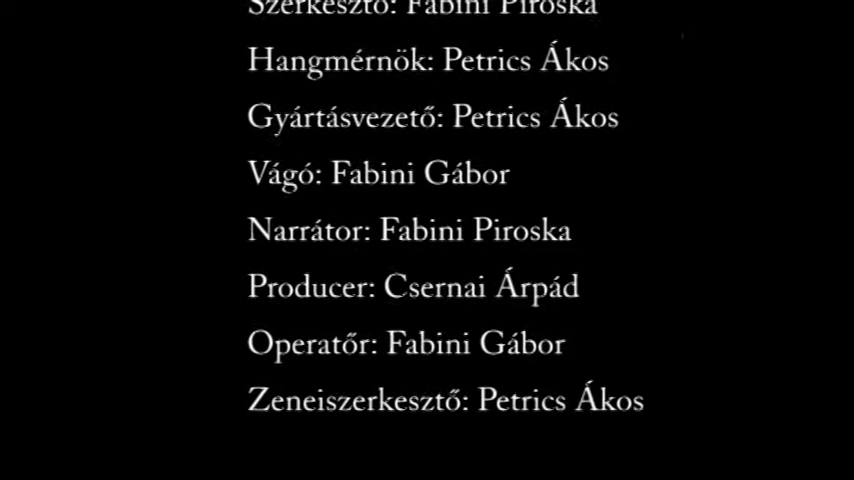 Szerkesztő: Fabini Piroska
Hangmérnök: Petrics Ákos
Gyártásvezető: Petrics Ákos
Vágó: Fabini Gábor
Narrátor: Fabini Piroska
Producer: Csernai Árpád
Operatőr: Fabini Gábor
Zeneiszerkesztő: Petrics Ákos